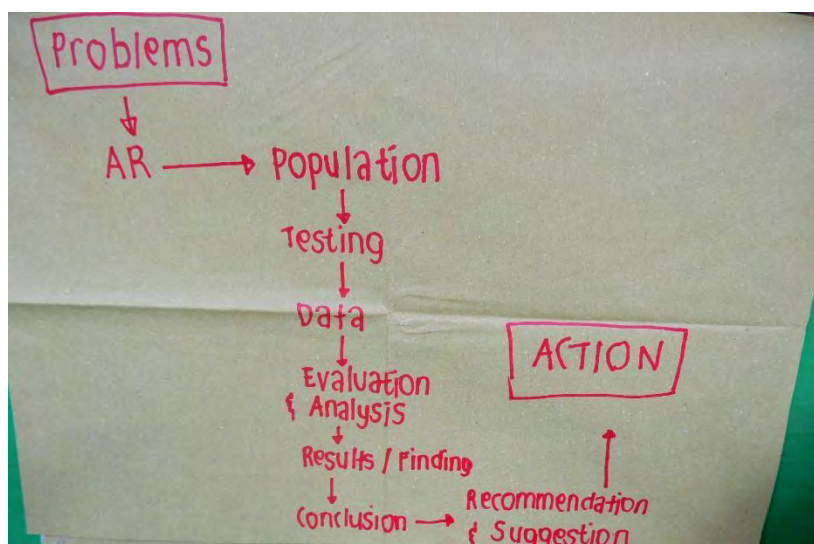 Problems
AR
Population
Testing
Data
Evaluation
& Analysis
Results / Finding
Conclusion
Recommendation
& Suggestion
ACTION